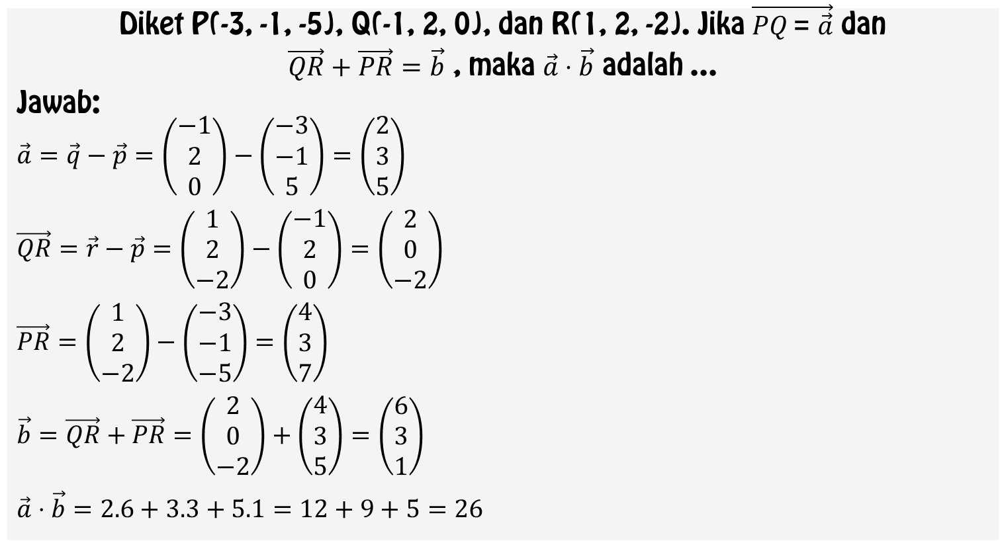 Diket P(-3, -1, -5), Q(-1, 2, 0), dan R(1, 2, -2). Jika $\overrightarrow{PQ = \vec{a}}$ dan
$\overrightarrow{QR} + \overrightarrow{PR} = \vec{b}$ , maka $\vec{a} \cdot \vec{b}$ adalah ...
Jawab:
$\vec{a} = \vec{q} - \vec{p} = \begin{pmatrix} -1 \\ 2 \\ 0 \end{pmatrix} - \begin{pmatrix} -3 \\ -1 \\ 5 \end{pmatrix} = \begin{pmatrix} 2 \\ 3 \\ 5 \end{pmatrix}$
$\overrightarrow{QR} = \vec{r} - \vec{p} = \begin{pmatrix} 1 \\ 2 \\ -2 \end{pmatrix} - \begin{pmatrix} -1 \\ 2 \\ 0 \end{pmatrix} = \begin{pmatrix} 2 \\ 0 \\ -2 \end{pmatrix}$
$\overrightarrow{PR} = \begin{pmatrix} 1 \\ 2 \\ -2 \end{pmatrix} - \begin{pmatrix} -3 \\ -1 \\ -5 \end{pmatrix} = \begin{pmatrix} 4 \\ 3 \\ 7 \end{pmatrix}$
$\vec{b} = \overrightarrow{QR} + \overrightarrow{PR} = \begin{pmatrix} 2 \\ 0 \\ -2 \end{pmatrix} + \begin{pmatrix} 4 \\ 3 \\ 5 \end{pmatrix} = \begin{pmatrix} 6 \\ 3 \\ 1 \end{pmatrix}$
$\vec{a} \cdot \vec{b} = 2.6 + 3.3 + 5.1 = 12 + 9 + 5 = 26$